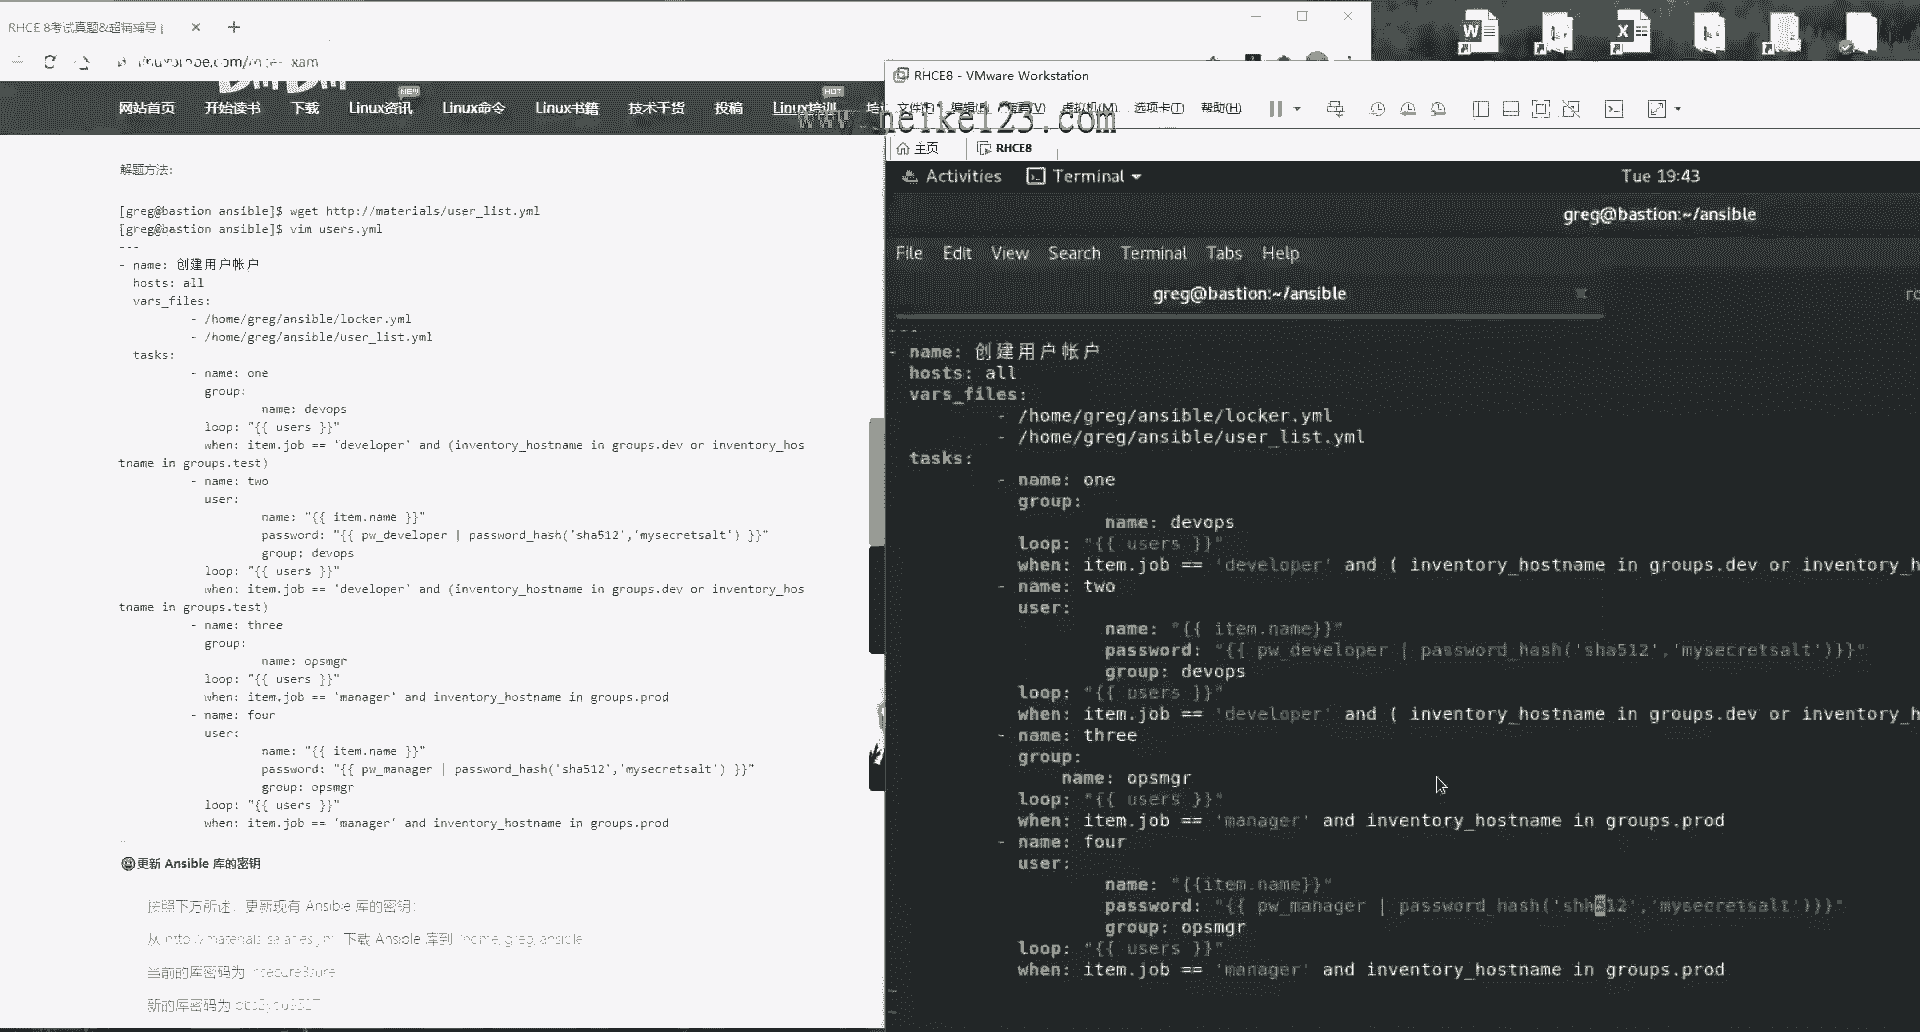 RHCE 8考试真题&超精辅导
网站首页 开始读书 下载 Linux资讯 NEW Linux命令 Linux书籍 技术干货 投稿 Linux培训 HOT
解题方法:
[greg@bastion ansible]$ wget http://materials/user_list.yml
[greg@bastion ansible]$ vim users.yml
---
- name: 创建用户帐户
hosts: all
vars_files:
- /home/greg/ansible/locker.yml
- /home/greg/ansible/user_list.yml
tasks:
- name: one
group:
name: devops
loop: "{{ users }}"
when: item.job == 'developer' and (inventory_hostname in groups.dev or inventory_hos
tname in groups.test)
- name: two
user:
name: "{{ item.name }}"
password: "{{ pw_developer | password_hash('sha512','mysecretsalt') }}"
group: devops
loop: "{{ users }}"
when: item.job == 'developer' and (inventory_hostname in groups.dev or inventory_hos
tname in groups.test)
- name: three
group:
name: opsmgr
loop: "{{ users }}"
when: item.job == 'manager' and inventory_hostname in groups.prod
- name: four
user:
name: "{{ item.name }}"
password: "{{ pw_manager | password_hash('sha512','mysecretsalt') }}"
group: opsmgr
loop: "{{ users }}"
when: item.job == 'manager' and inventory_hostname in groups.prod
更新 Ansible 库的密钥
按照下方所述，更新现有 Ansible 库的密钥:
下载 Ansible 库到
当前的库密码为
新的库密码为
RHCE8 - VMware Workstation
文件(F) 编辑(E) 查看(V) 虚拟机(M) 选项卡(T) 帮助(H)
www.heike123.com
主页 RHCE8
Activities Terminal Tue 19:43
greg@bastion:~/ansible
File Edit View Search Terminal Tabs Help
greg@bastion:~/ansible
---
- name: 创建用户帐户
hosts: all
vars_files:
- /home/greg/ansible/locker.yml
- /home/greg/ansible/user_list.yml
tasks:
- name: one
group:
name: devops
loop: "{{ users }}"
when: item.job == 'developer' and ( inventory_hostname in groups.dev or inventory_h
- name: two
user:
name: "{{ item.name}}"
password: "{{ pw_developer | password_hash('sha512','mysecretsalt')}}"
group: devops
loop: "{{ users }}"
when: item.job == 'developer' and ( inventory_hostname in groups.dev or inventory_h
- name: three
group:
name: opsmgr
loop: "{{ users }}"
when: item.job == 'manager' and inventory_hostname in groups.prod
- name: four
user:
name: "{{item.name}}"
password: "{{ pw_manager | password_hash('shh512','mysecretsalt')}}"
group: opsmgr
loop: "{{ users }}"
when: item.job == 'manager' and inventory_hostname in groups.prod
~
~